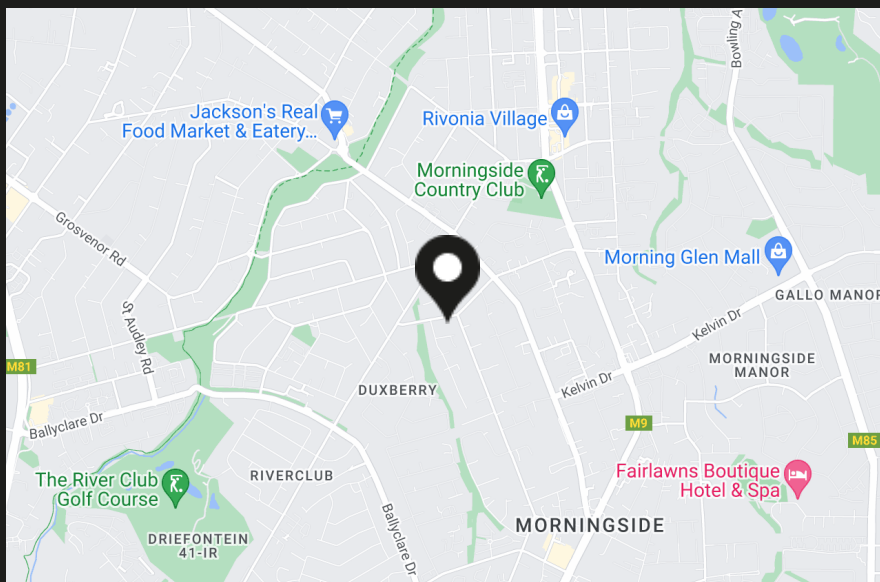 Bowling A
Jackson's Real
Food Market & Eatery...
Rivonia Village
Morningside
Country Club
Grosvenor Rd
Morning Glen Mall
GALLO MANOR
St Audley Rd
Kelvin Dr
MORNINGSIDE
MANOR
M81
DUXBERRY
Kelvin Dr
Ballyclare Dr
M9
M85
RIVERCLUB
The River Club
Golf Course
Fairlawns Boutique
Hotel & Spa
Ballyclare Dr
MORNINGSIDE
DRIEFONTEIN
41-IR